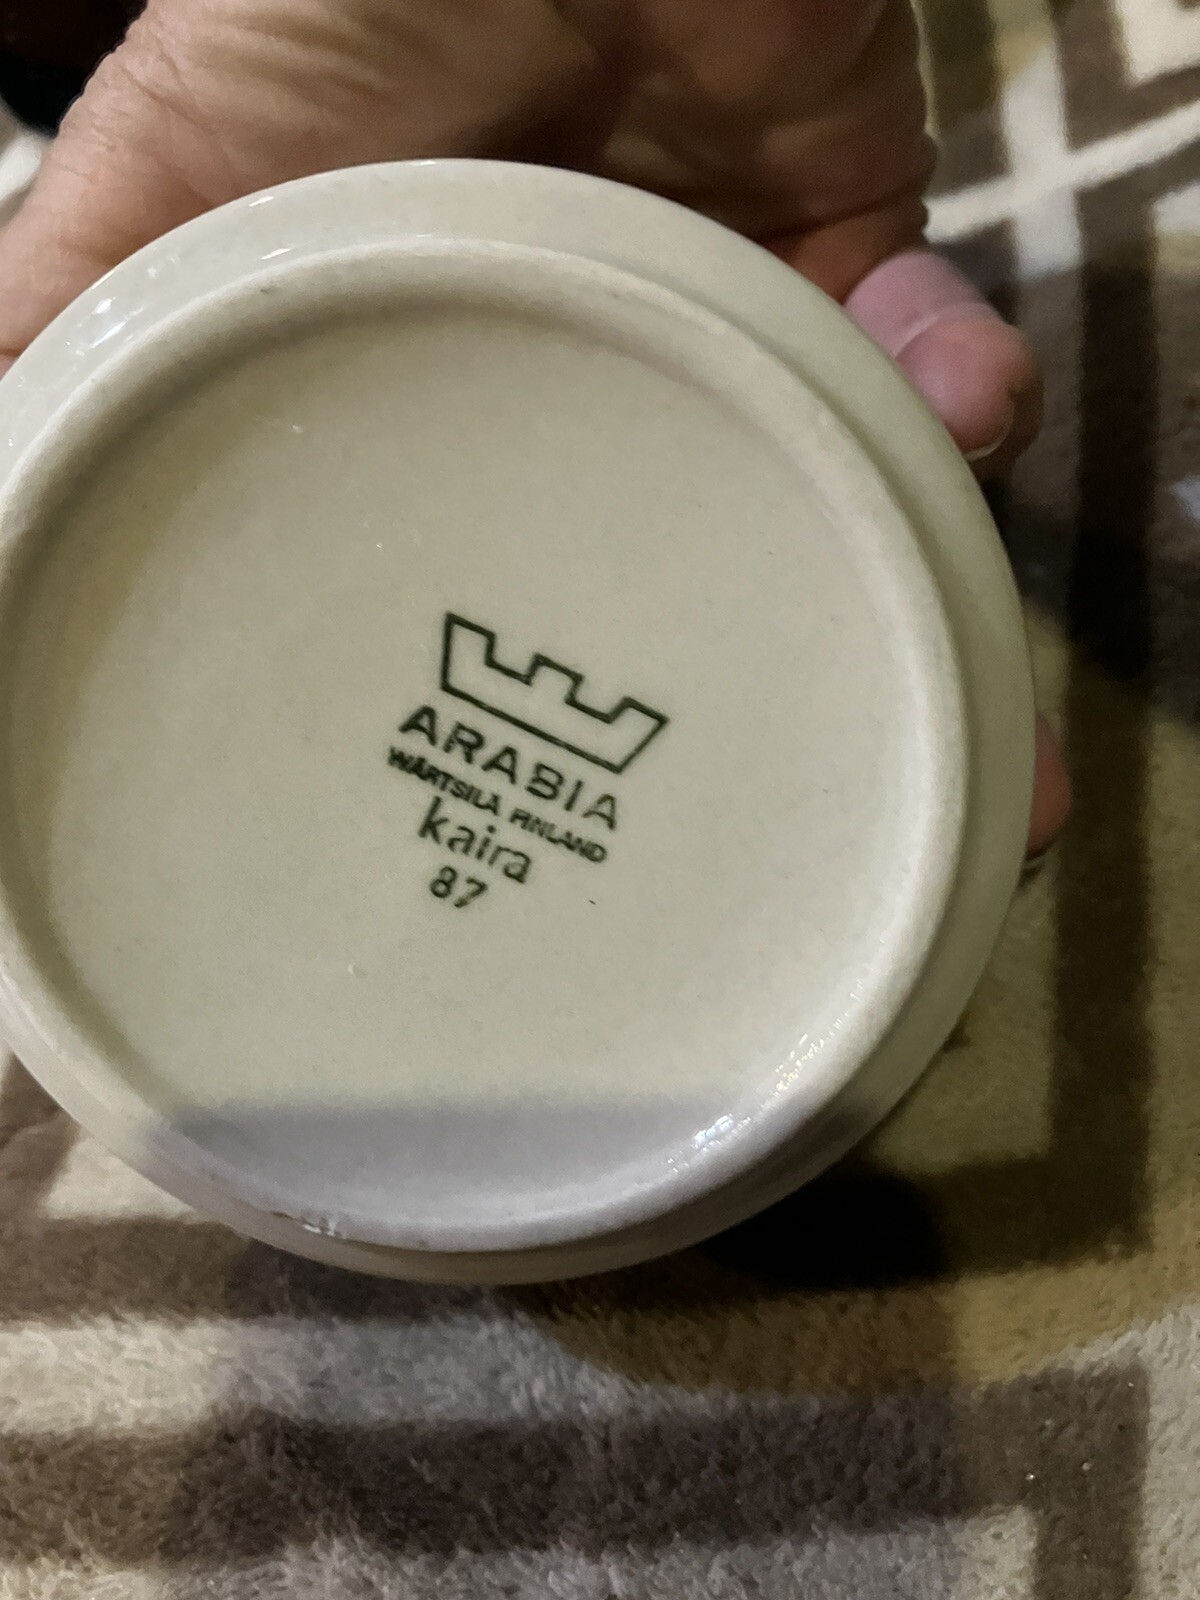 ARABIA
WÄRTSILÄ FINLAND
kaira
87